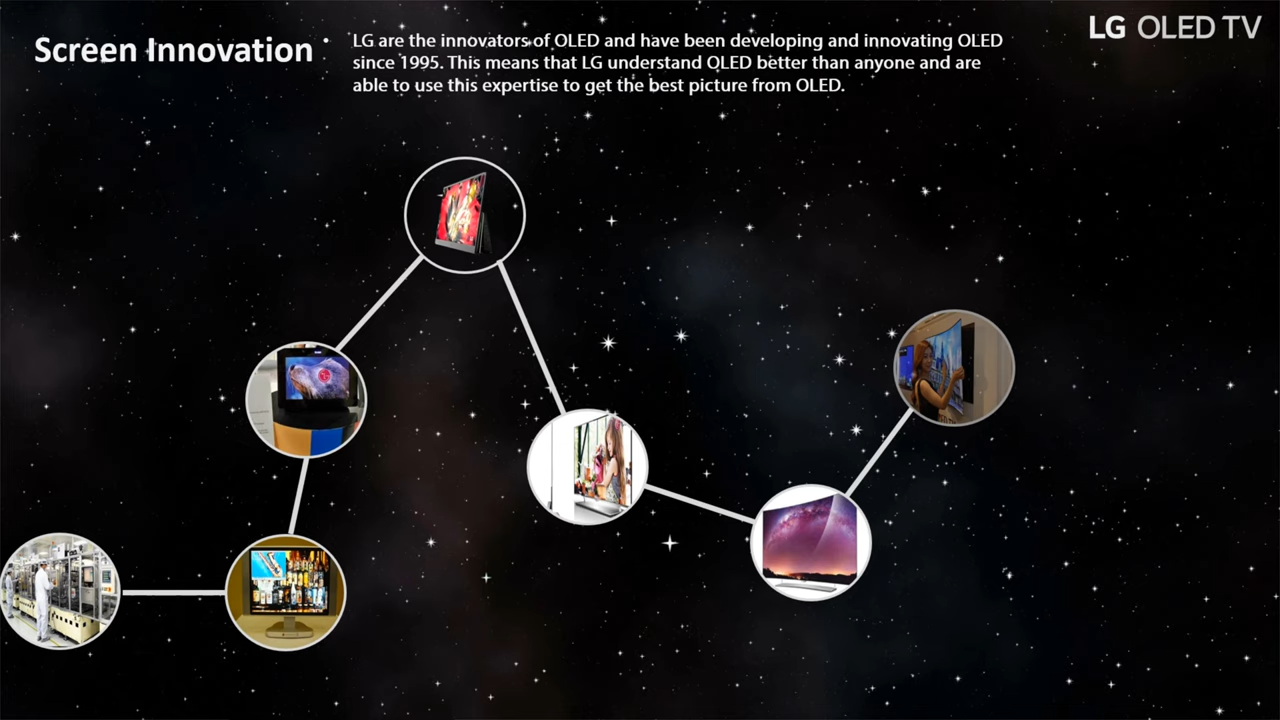 Screen Innovation
LG are the innovators of OLED and have been developing and innovating OLED
since 1995. This means that LG understand OLED better than anyone and are
able to use this expertise to get the best picture from OLED.
LG OLED TV